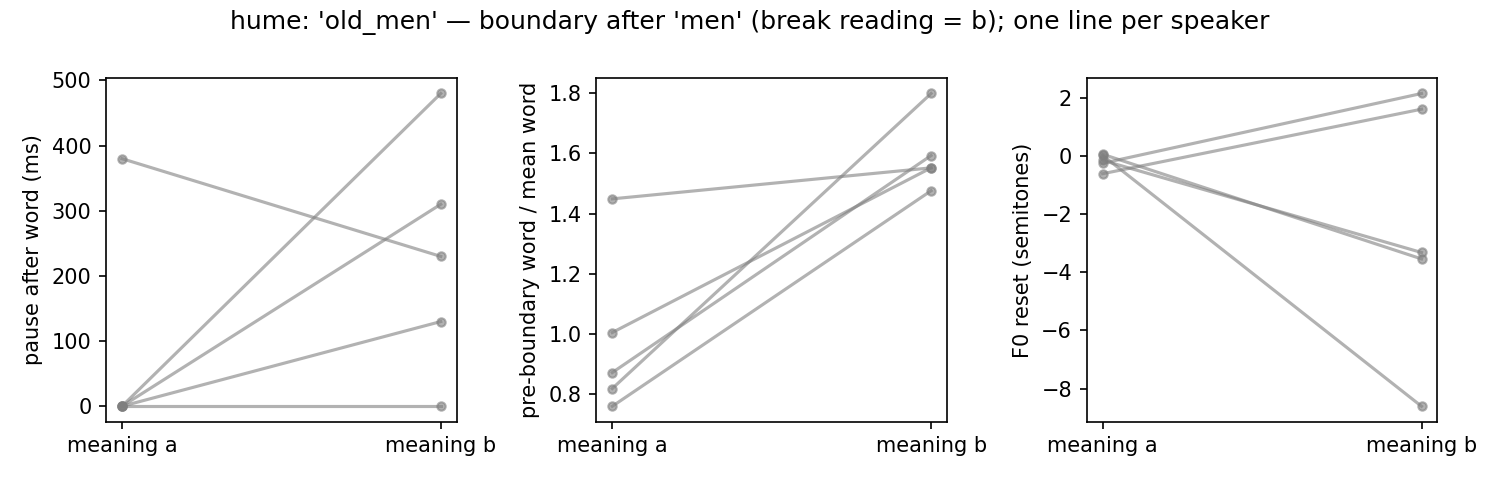 hume: 'old_men' — boundary after 'men' (break reading = b); one line per speaker
pause after word (ms)
500
400
300
200
100
0
meaning a
meaning b
pre-boundary word / mean word
1.8
1.6
1.4
1.2
1.0
0.8
meaning a
meaning b
F0 reset (semitones)
2
0
−2
−4
−6
−8
meaning a
meaning b